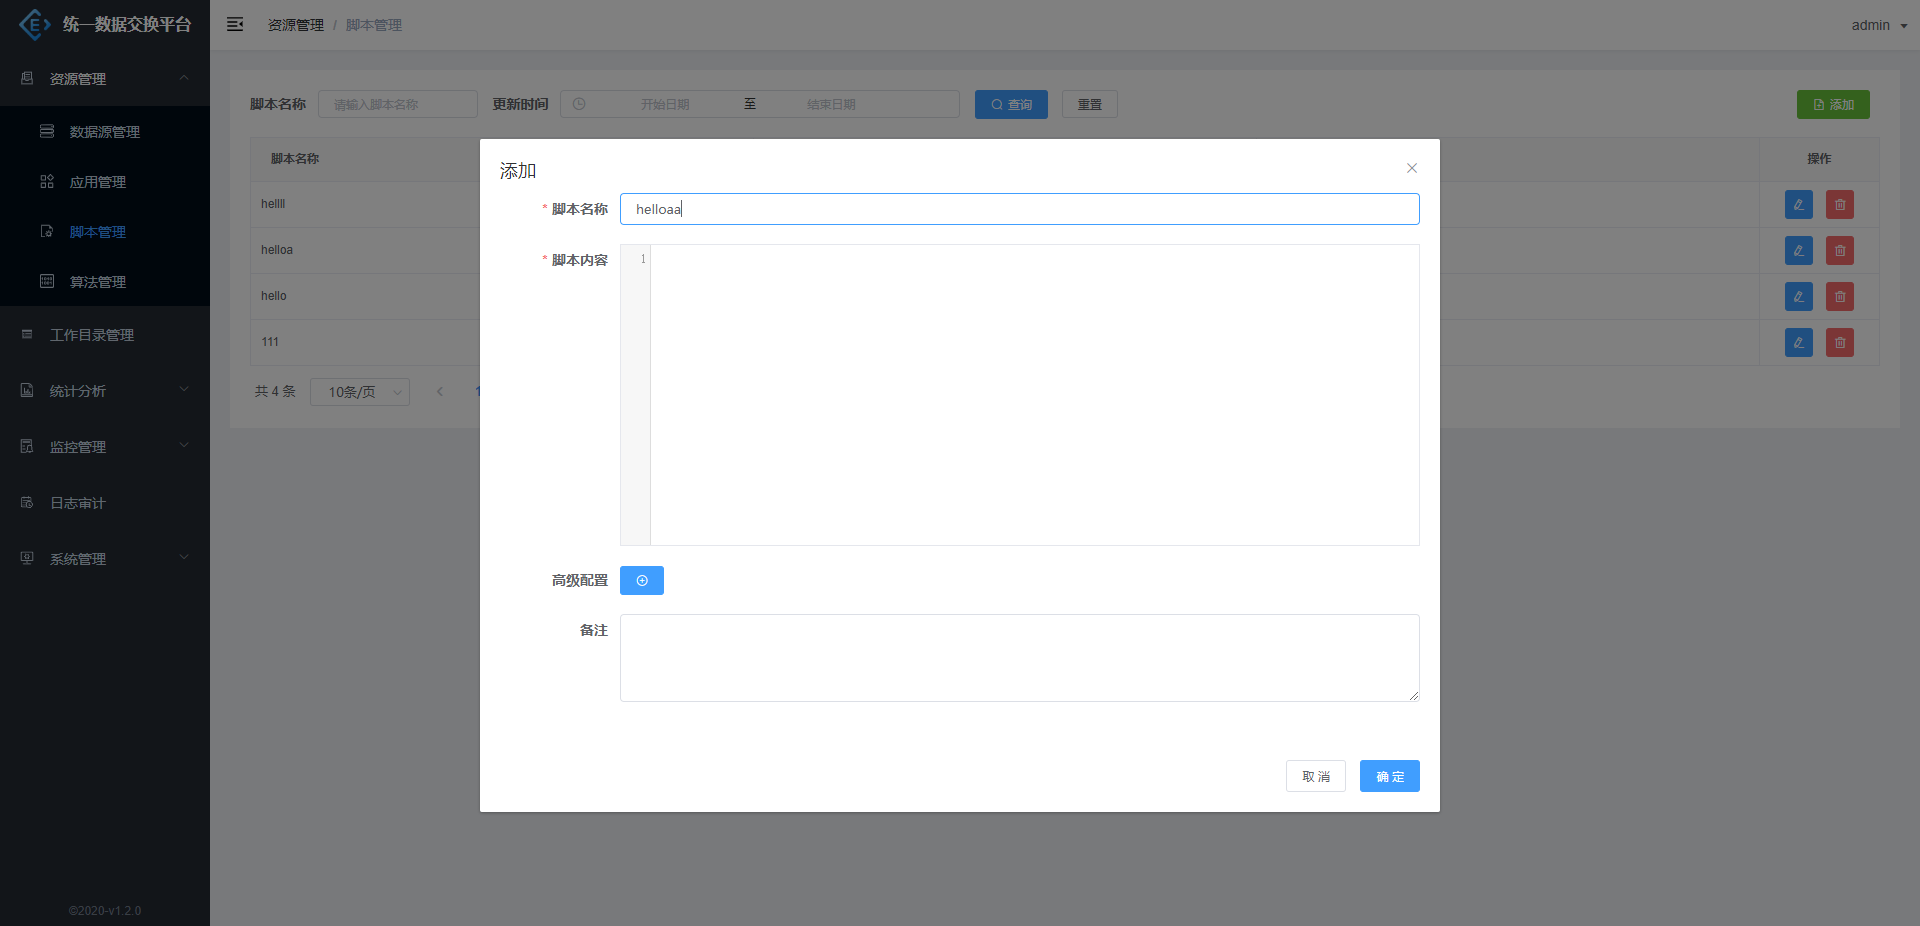 统一数据交换平台
资源管理 / 脚本管理
admin
资源管理
数据源管理
应用管理
脚本管理
算法管理
工作目录管理
统计分析
监控管理
日志审计
系统管理
©2020-v1.2.0
脚本名称 请输入脚本名称 更新时间 开始日期 至 结束日期 查询 重置 添加
脚本名称 操作
hellll
helloa
hello
111
共 4 条 10条/页 1
添加
* 脚本名称 helloaa
* 脚本内容 1
高级配置
备注
取消 确定